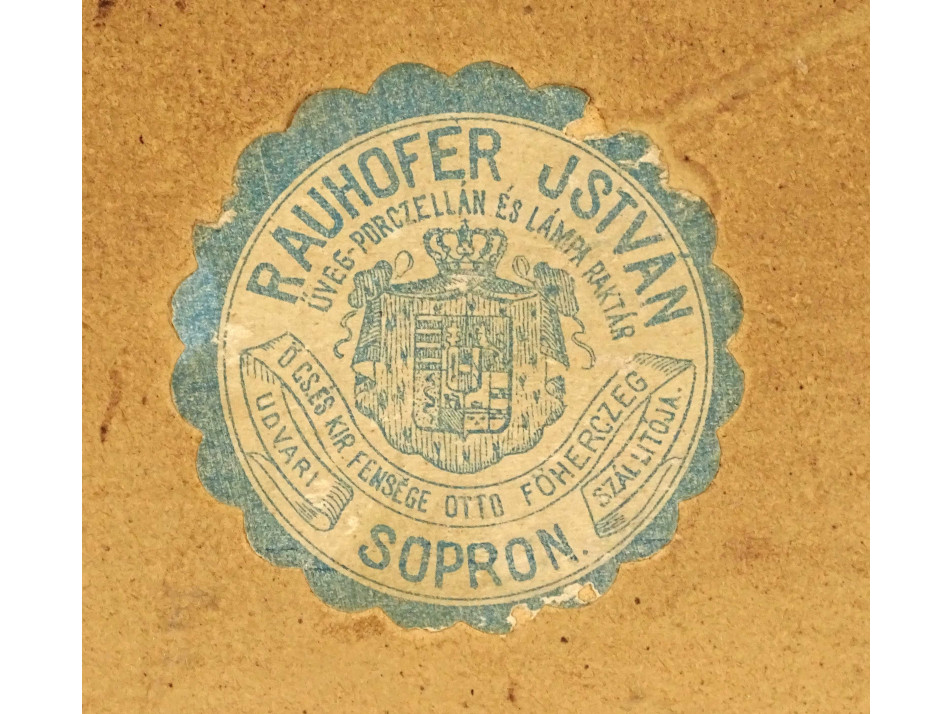 RAUHOFER JSTVÁN
ÜVEG-PORCZELLÁN ÉS LÁMPA RAKTÁR
Ő CS. ÉS KIR. FENSÉGE OTTO FŐHERCZEG
UDVARI SZÁLLITÓJA.
SOPRON.